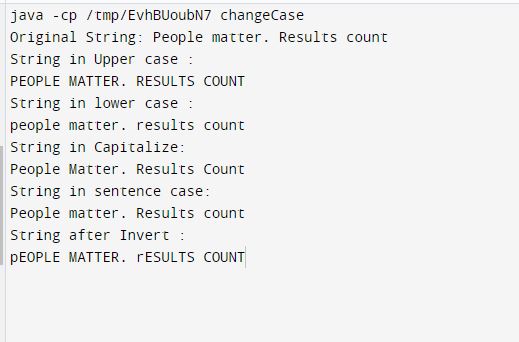 java -cp /tmp/EvhBUoubN7 changeCase
Original String: People matter. Results count
String in Upper case :
PEOPLE MATTER. RESULTS COUNT
String in lower case :
people matter. results count
String in Capitalize:
People Matter. Results Count
String in sentence case:
People matter. Results count
String after Invert :
pEOPLE MATTER. rESULTS COUNT